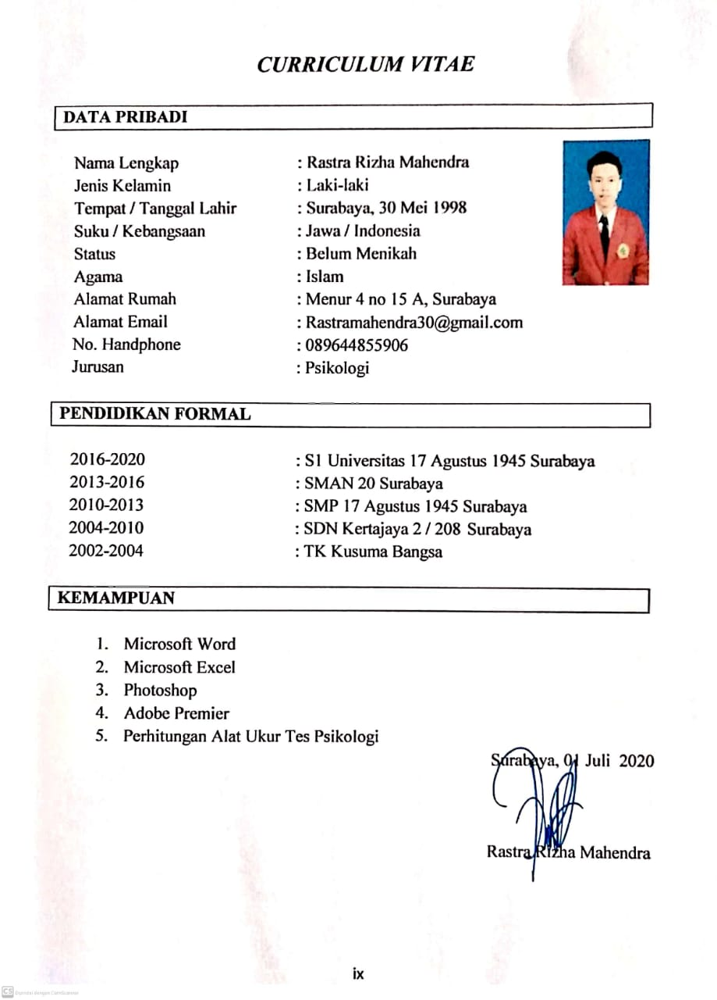 CURRICULUM VITAE
DATA PRIBADI
Nama Lengkap : Rastra Rizha Mahendra
Jenis Kelamin : Laki-laki
Tempat / Tanggal Lahir : Surabaya, 30 Mei 1998
Suku / Kebangsaan : Jawa / Indonesia
Status : Belum Menikah
Agama : Islam
Alamat Rumah : Menur 4 no 15 A, Surabaya
Alamat Email : Rastramahendra30@gmail.com
No. Handphone : 089644855906
Jurusan : Psikologi
PENDIDIKAN FORMAL
2016-2020 : S1 Universitas 17 Agustus 1945 Surabaya
2013-2016 : SMAN 20 Surabaya
2010-2013 : SMP 17 Agustus 1945 Surabaya
2004-2010 : SDN Kertajaya 2 / 208 Surabaya
2002-2004 : TK Kusuma Bangsa
KEMAMPUAN
1. Microsoft Word
2. Microsoft Excel
3. Photoshop
4. Adobe Premier
5. Perhitungan Alat Ukur Tes Psikologi
Surabaya, 01 Juli 2020
Rastra Rizha Mahendra
ix
CS Dipindai dengan CamScanner